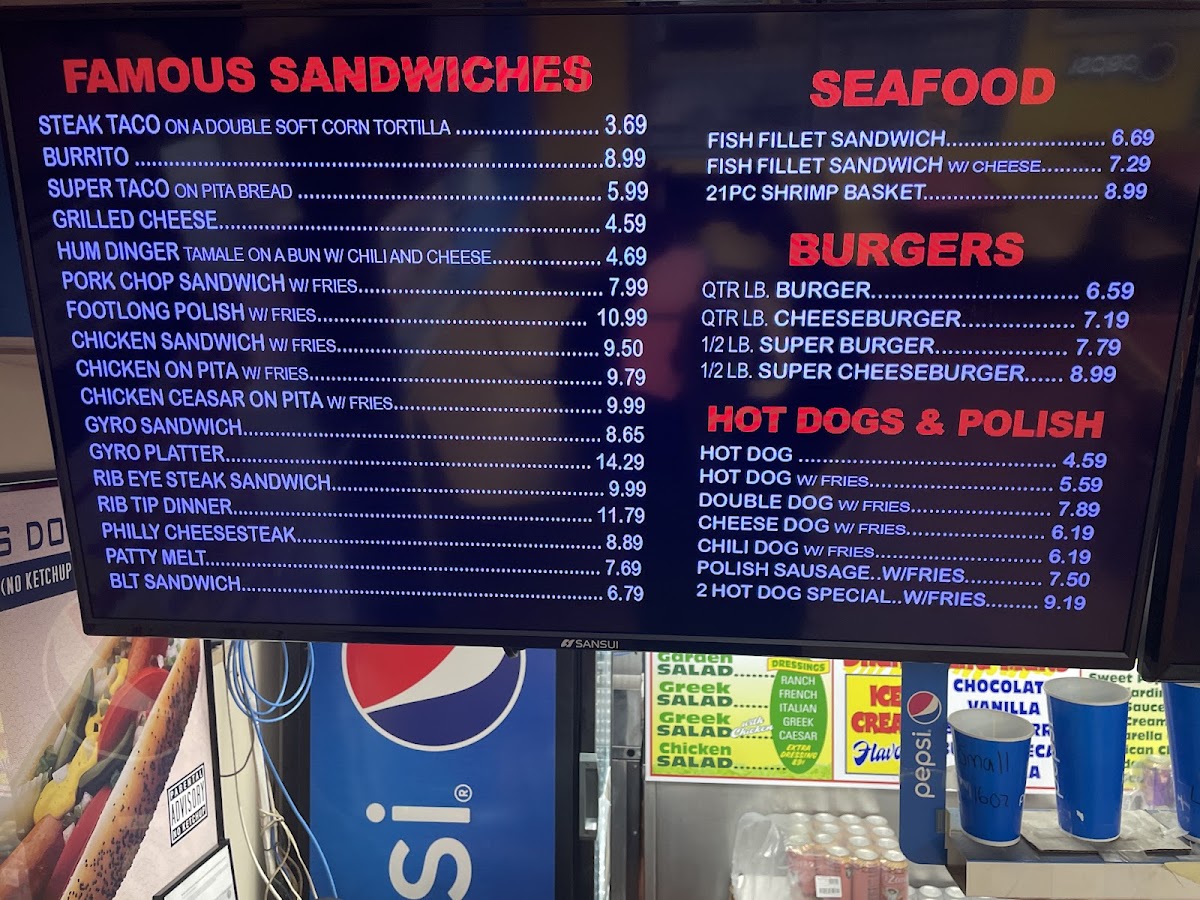 FAMOUS SANDWICHES
STEAK TACO ON A DOUBLE SOFT CORN TORTILLA ........................ 3.69
BURRITO ........................ 8.99
SUPER TACO ON PITA BREAD ........................ 5.99
GRILLED CHEESE........................ 4.59
HUM DINGER TAMALE ON A BUN W/ CHILI AND CHEESE........................ 4.69
PORK CHOP SANDWICH W/ FRIES........................ 7.99
FOOTLONG POLISH W/ FRIES........................ 10.99
CHICKEN SANDWICH W/ FRIES........................ 9.50
CHICKEN ON PITA W/ FRIES........................ 9.79
CHICKEN CEASAR ON PITA W/ FRIES........................ 9.99
GYRO SANDWICH........................ 8.65
GYRO PLATTER........................ 14.29
RIB EYE STEAK SANDWICH........................ 9.99
RIB TIP DINNER........................ 11.79
PHILLY CHEESESTEAK........................ 8.89
PATTY MELT........................ 7.69
BLT SANDWICH........................ 6.79
SEAFOOD
FISH FILLET SANDWICH........................ 6.69
FISH FILLET SANDWICH W/ CHEESE......... 7.29
21PC SHRIMP BASKET........................ 8.99
BURGERS
QTR LB. BURGER........................ 6.59
QTR LB. CHEESEBURGER................. 7.19
1/2 LB. SUPER BURGER.................... 7.79
1/2 LB. SUPER CHEESEBURGER...... 8.99
HOT DOGS & POLISH
HOT DOG ........................ 4.59
HOT DOG W/ FRIES........................ 5.59
DOUBLE DOG W/ FRIES...................... 7.89
CHEESE DOG W/ FRIES..................... 6.19
CHILI DOG W/ FRIES........................ 6.19
POLISH SAUSAGE..W/FRIES............ 7.50
2 HOT DOG SPECIAL..W/FRIES......... 9.19
SANSUI
S DO
(NO KETCHUP
PARENTAL
ADVISORY
NO KETCHUP
si®
Garden
SALAD
Greek
SALAD
Greek
SALAD with Chicken
Chicken
SALAD
DRESSINGS
RANCH
FRENCH
ITALIAN
GREEK
CAESAR
EXTRA
DRESSING
ICE
CREA
Flav
CHOCOLAT
VANILLA
pepsi
Small
16oz